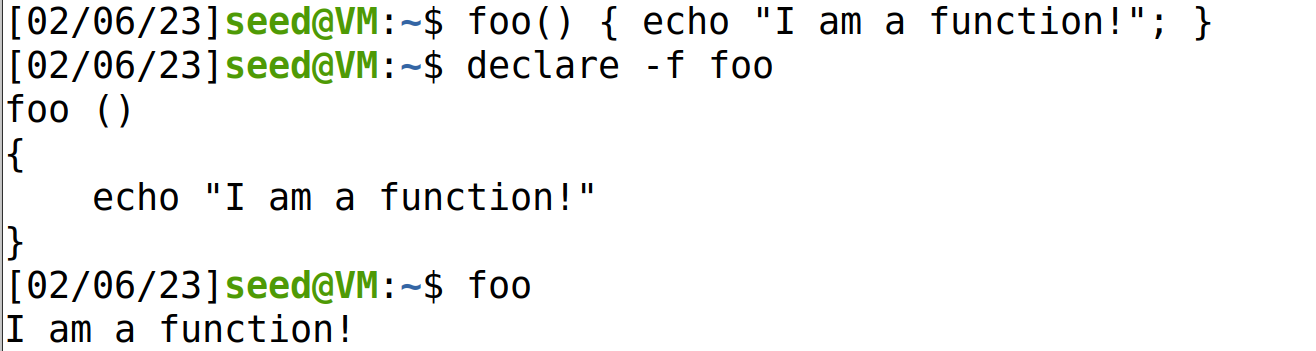 [02/06/23]seed@VM:~$ foo() { echo "I am a function!"; }
[02/06/23]seed@VM:~$ declare -f foo
foo ()
{
    echo "I am a function!"
}
[02/06/23]seed@VM:~$ foo
I am a function!